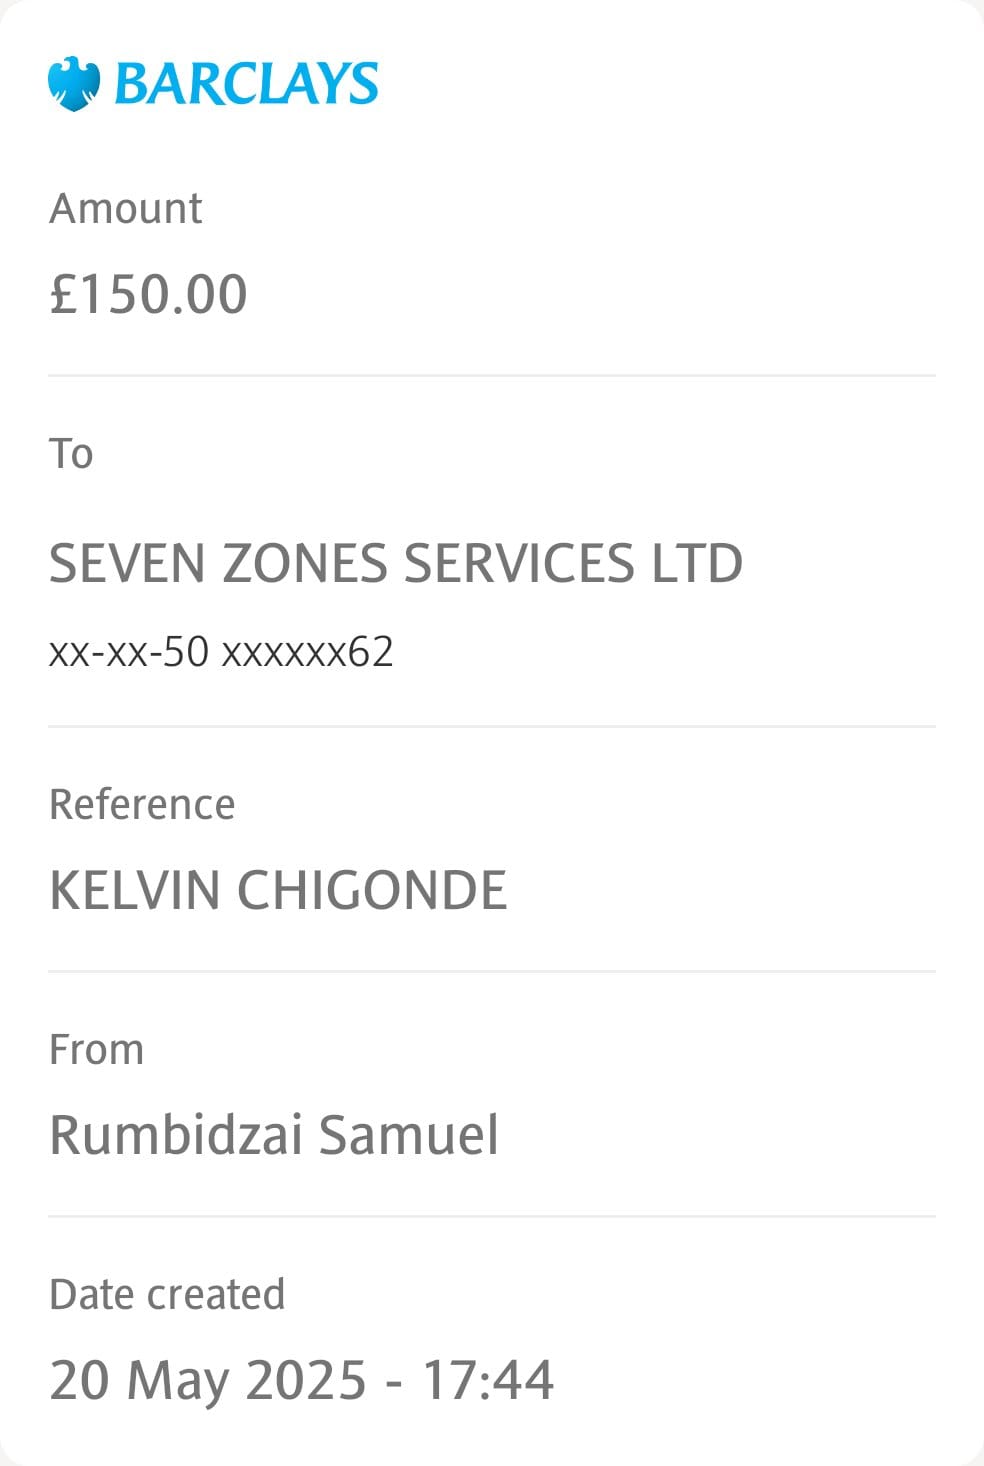 BARCLAYS
Amount
£150.00
To
SEVEN ZONES SERVICES LTD
xx-xx-50 xxxxxx62
Reference
KELVIN CHIGONDE
From
Rumbidzai Samuel
Date created
20 May 2025 - 17:44